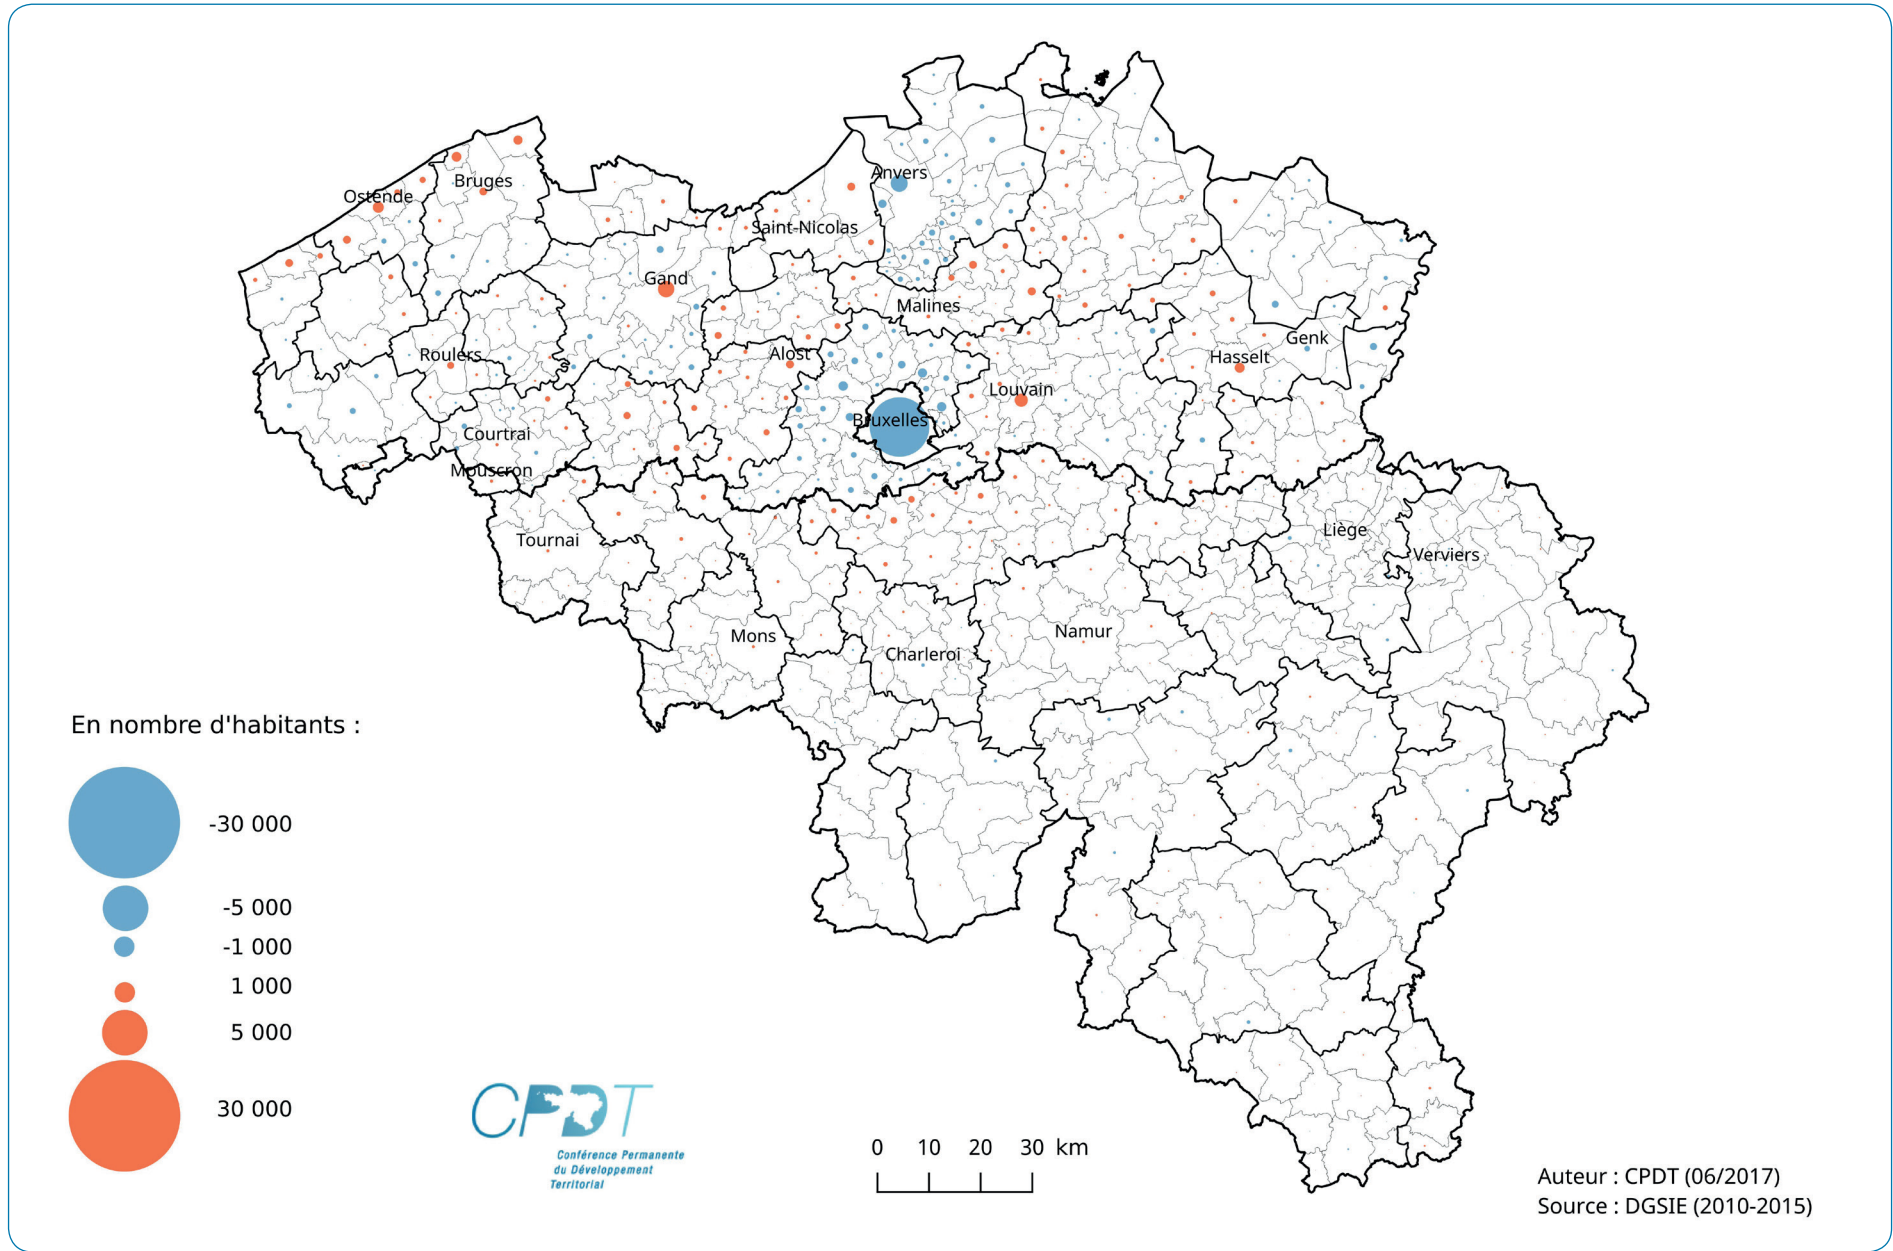 Anvers
Bruges
Ostende
Saint-Nicolas
Gand
Malines
Genk
Roulers
Alost
Hasselt
Louvain
Bruxelles
Courtrai
Mouscron
Liège
Tournai
Verviers
Namur
Mons
Charleroi
En nombre d'habitants :
-30 000
-5 000
-1 000
1 000
5 000
30 000
CPDT
Conférence Permanente
du Développement
Territorial
0 10 20 30 km
Auteur : CPDT (06/2017)
Source : DGSIE (2010-2015)